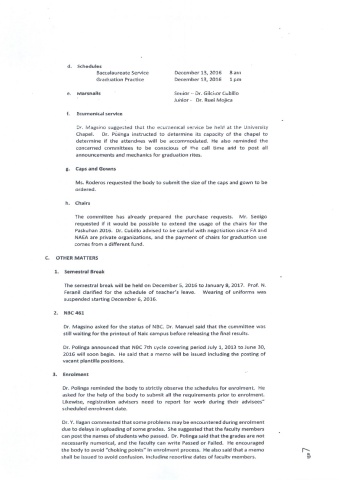 d. Schedules
Baccalaureate Service December 13, 2016 8 am
Graduation Practice December 13, 2016 1 pm
e. Marshalls Senior – Dr. Gilchor Cubillo
Junior - Dr. Roel Mojica
f. Ecumenical service
Dr. Magsino suggested that the ecumenical service be held at the University
Chapel. Dr. Polinga instructed to determine its capacity of the chapel to
determine if the attendees will be accommodated. He also reminded the
concerned committees to be conscious of the call time and to post all
announcements and mechanics for graduation rites.
g. Caps and Gowns
Ms. Roderos requested the body to submit the size of the caps and gown to be
ordered.
h. Chairs
The committee has already prepared the purchase requests. Mr. Sedigo
requested if it would be possible to extend the usage of the chairs for the
Paskuhan 2016. Dr. Cubillo advised to be careful with negotiation since FA and
NAEA are private organizations, and the payment of chairs for graduation use
comes from a different fund.
C. OTHER MATTERS
1. Semestral Break
The semestral break will be held on December 5, 2016 to January 8, 2017. Prof. N.
Feranil clarified for the schedule of teacher's leave. Wearing of uniforms was
suspended starting December 6, 2016.
2. NBC 461
Dr. Magsino asked for the status of NBC. Dr. Manuel said that the committee was
still waiting for the printout of Naic campus before releasing the final results.
Dr. Polinga announced that NBC 7th cycle covering period July 1, 2013 to June 30,
2016 will soon begin. He said that a memo will be issued including the posting of
vacant plantilla positions.
3. Enrolment
Dr. Polinga reminded the body to strictly observe the schedules for enrolment. He
asked for the help of the body to submit all the requirements prior to enrolment.
Likewise, registration advisers need to report for work during their advisees'
scheduled enrolment date.
Dr. Y. Ilagan commented that some problems may be encountered during enrolment
due to delays in uploading of some grades. She suggested that the faculty members
can post the names of students who passed. Dr. Polinga said that the grades are not
necessarily numerical, and the faculty can write Passed or Failed. He encouraged
the body to avoid "choking points" in enrolment process. He also said that a memo
shall be issued to avoid confusion, including reporting dates of faculty members.